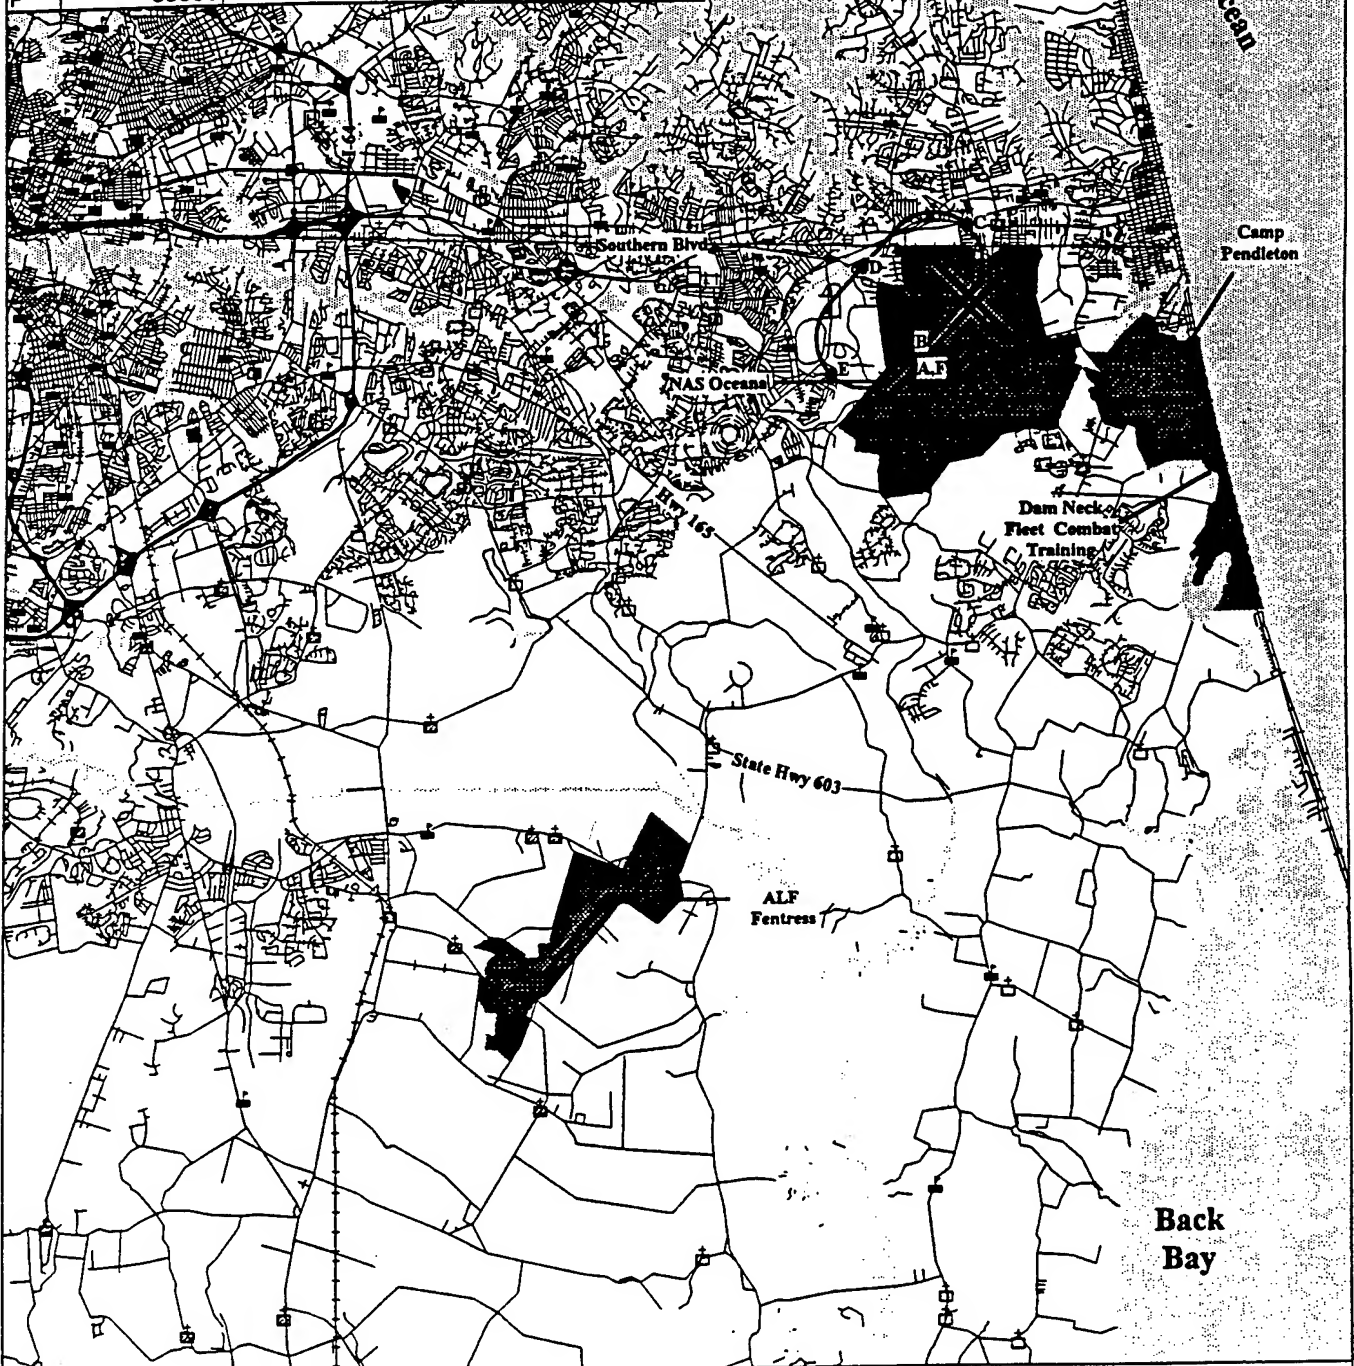 cean
Camp
Pendleton
Southern Blvd
C
D
B
E
A,F
NAS Oceana
Hwy 165
Dam Neck
Fleet Combat
Training
State Hwy 603
ALF
Fentress
Back
Bay